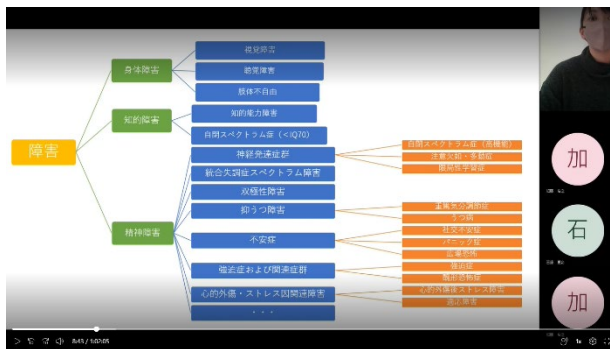 障害
身体障害
視覚障害
聴覚障害
肢体不自由
知的障害
知的能力障害
自閉スペクトラム症（＜IQ70）
精神障害
神経発達症群
自閉スペクトラム症（高機能）
注意欠如・多動症
限局性学習症
統合失調症スペクトラム障害
双極性障害
抑うつ障害
重篤気分調節症
うつ病
不安症
社交不安症
パニック症
広場恐怖
強迫症および関連症群
強迫症
醜形恐怖症
心的外傷・ストレス因関連障害
心的外傷後ストレス障害
適応障害
・・・
加
石
加
8:43 / 1:02:05
1x